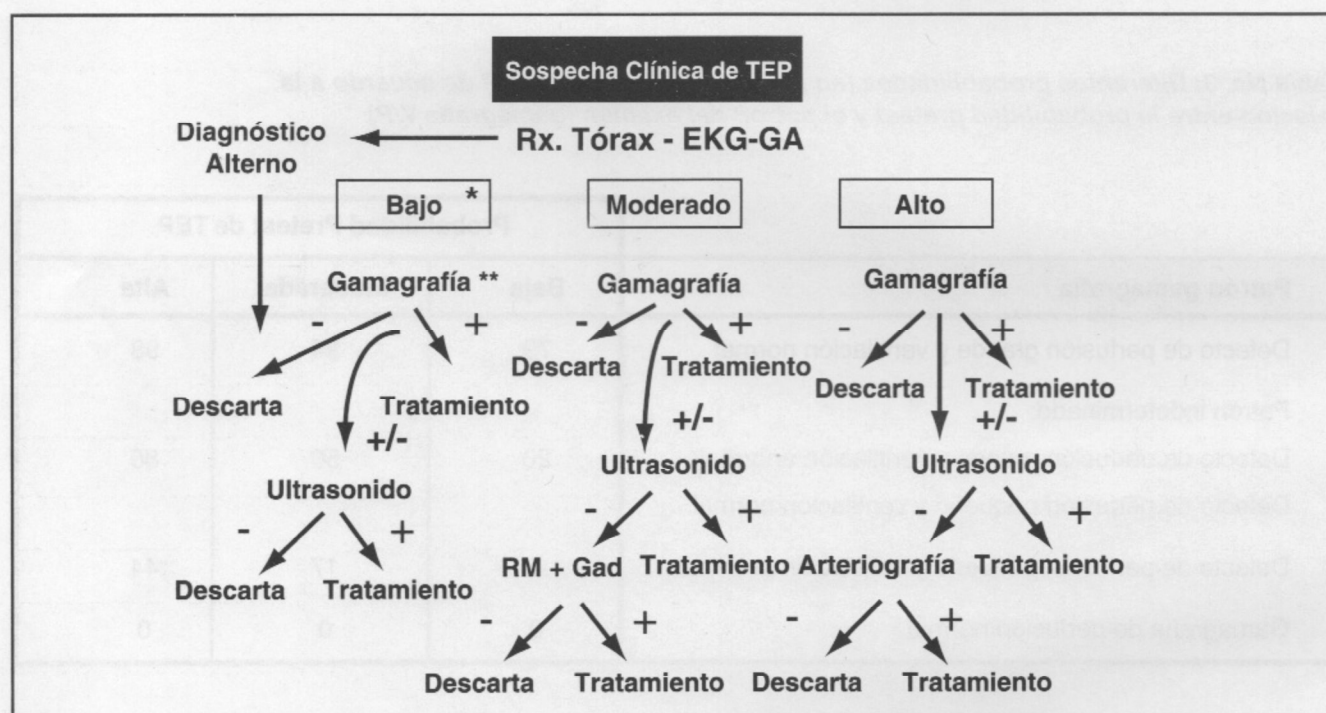 Sospecha Clínica de TEP
Diagnóstico
Alterno
Rx. Tórax - EKG-GA
Bajo *
Moderado
Alto
Gamagrafía **
Gamagrafía
Gamagrafía
- +
- +
- +
Descarta
Tratamiento
Descarta
Tratamiento
Descarta
Tratamiento
+/-
+/-
+/-
Ultrasonido
Ultrasonido
Ultrasonido
- +
- +
- +
Descarta
Tratamiento
RM + Gad
Tratamiento
Arteriografía
Tratamiento
- +
- +
Descarta
Tratamiento
Descarta
Tratamiento